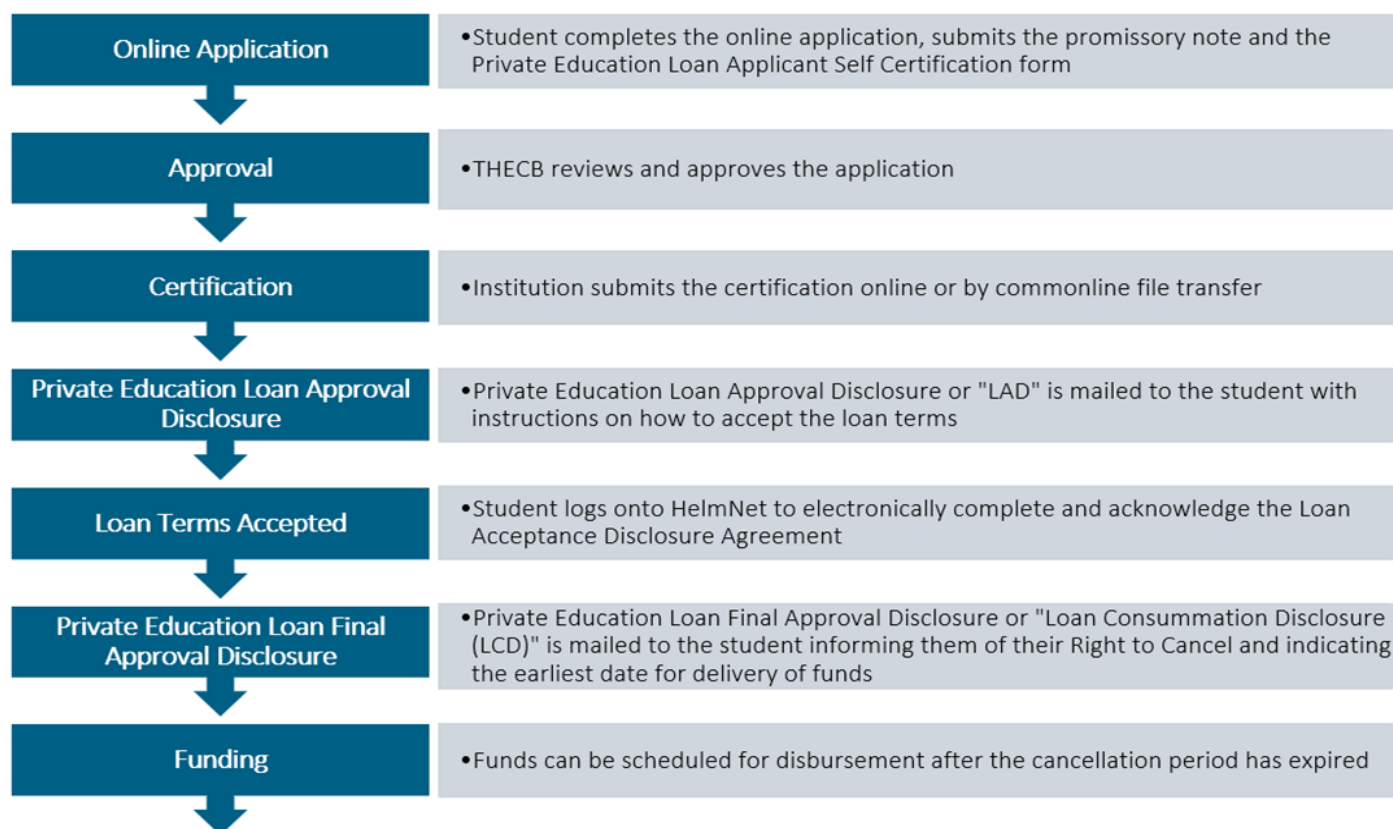 Online Application
•Student completes the online application, submits the promissory note and the
Private Education Loan Applicant Self Certification form
Approval
•THECB reviews and approves the application
Certification
•Institution submits the certification online or by commonline file transfer
Private Education Loan Approval
Disclosure
•Private Education Loan Approval Disclosure or "LAD" is mailed to the student with
instructions on how to accept the loan terms
Loan Terms Accepted
•Student logs onto HelmNet to electronically complete and acknowledge the Loan
Acceptance Disclosure Agreement
Private Education Loan Final
Approval Disclosure
•Private Education Loan Final Approval Disclosure or "Loan Consummation Disclosure
(LCD)" is mailed to the student informing them of their Right to Cancel and indicating
the earliest date for delivery of funds
Funding
•Funds can be scheduled for disbursement after the cancellation period has expired